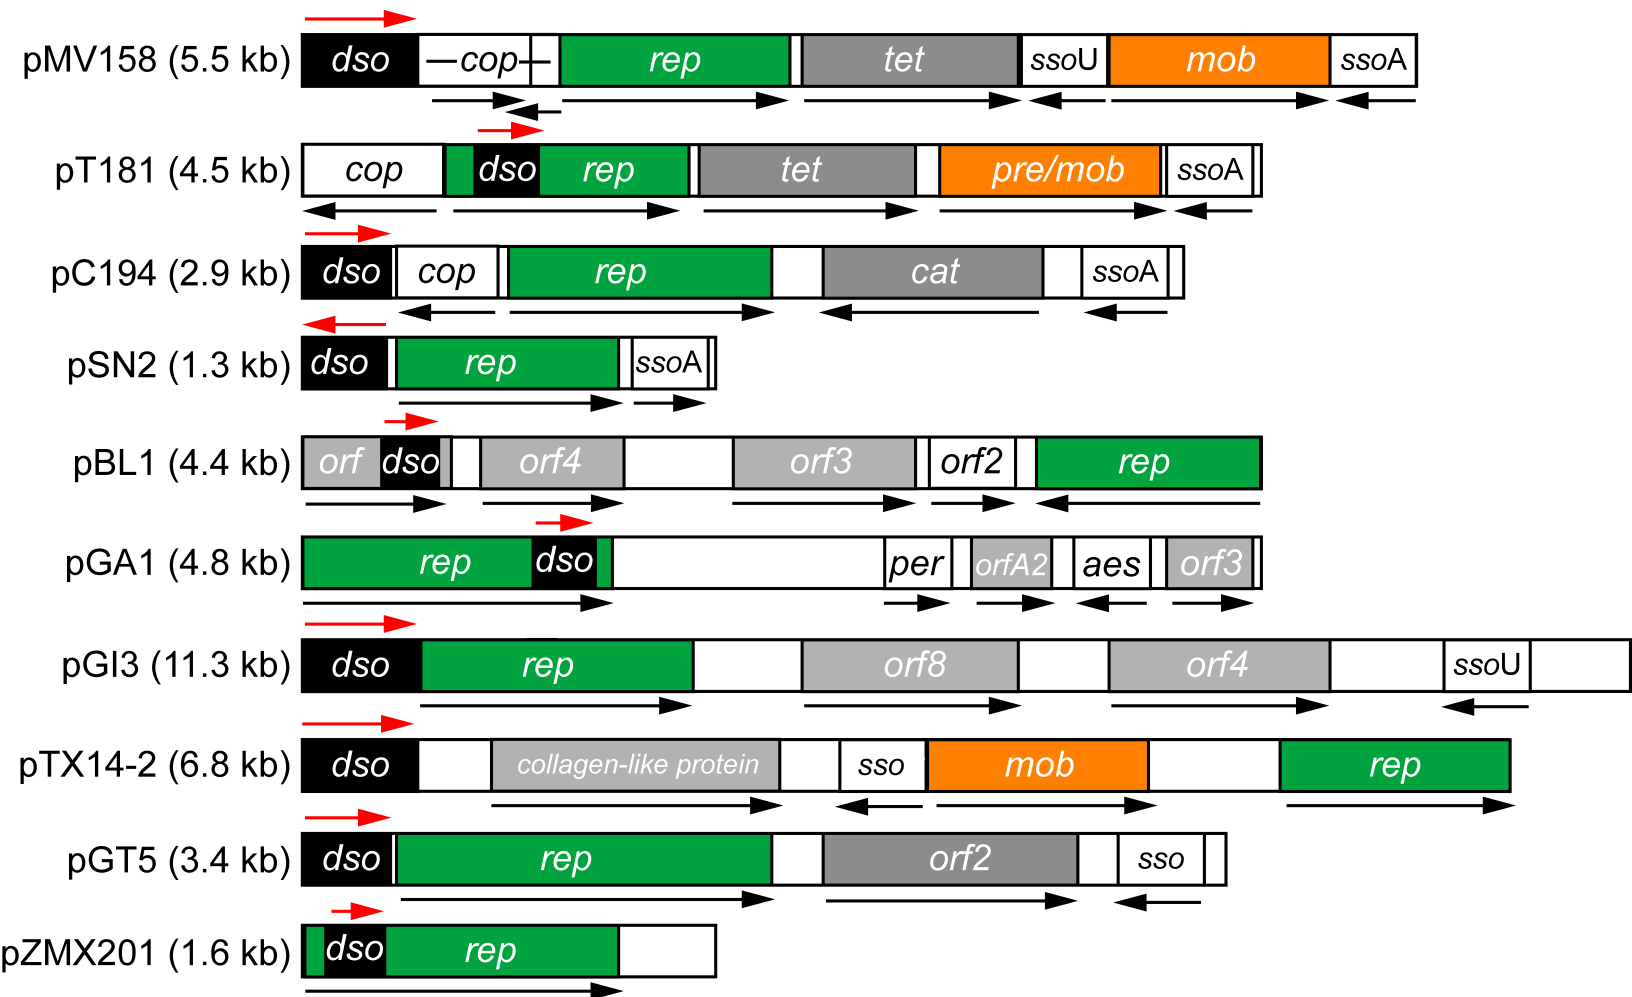 pMV158 (5.5 kb) dso cop rep tet ssoU mob ssoA
pT181 (4.5 kb) cop dso rep tet pre/mob ssoA
pC194 (2.9 kb) dso cop rep cat ssoA
pSN2 (1.3 kb) dso rep ssoA
pBL1 (4.4 kb) orf dso orf4 orf3 orf2 rep
pGA1 (4.8 kb) rep dso per orfA2 aes orf3
pGI3 (11.3 kb) dso rep orf8 orf4 ssoU
pTX14-2 (6.8 kb) dso collagen-like protein sso mob rep
pGT5 (3.4 kb) dso rep orf2 sso
pZMX201 (1.6 kb) dso rep